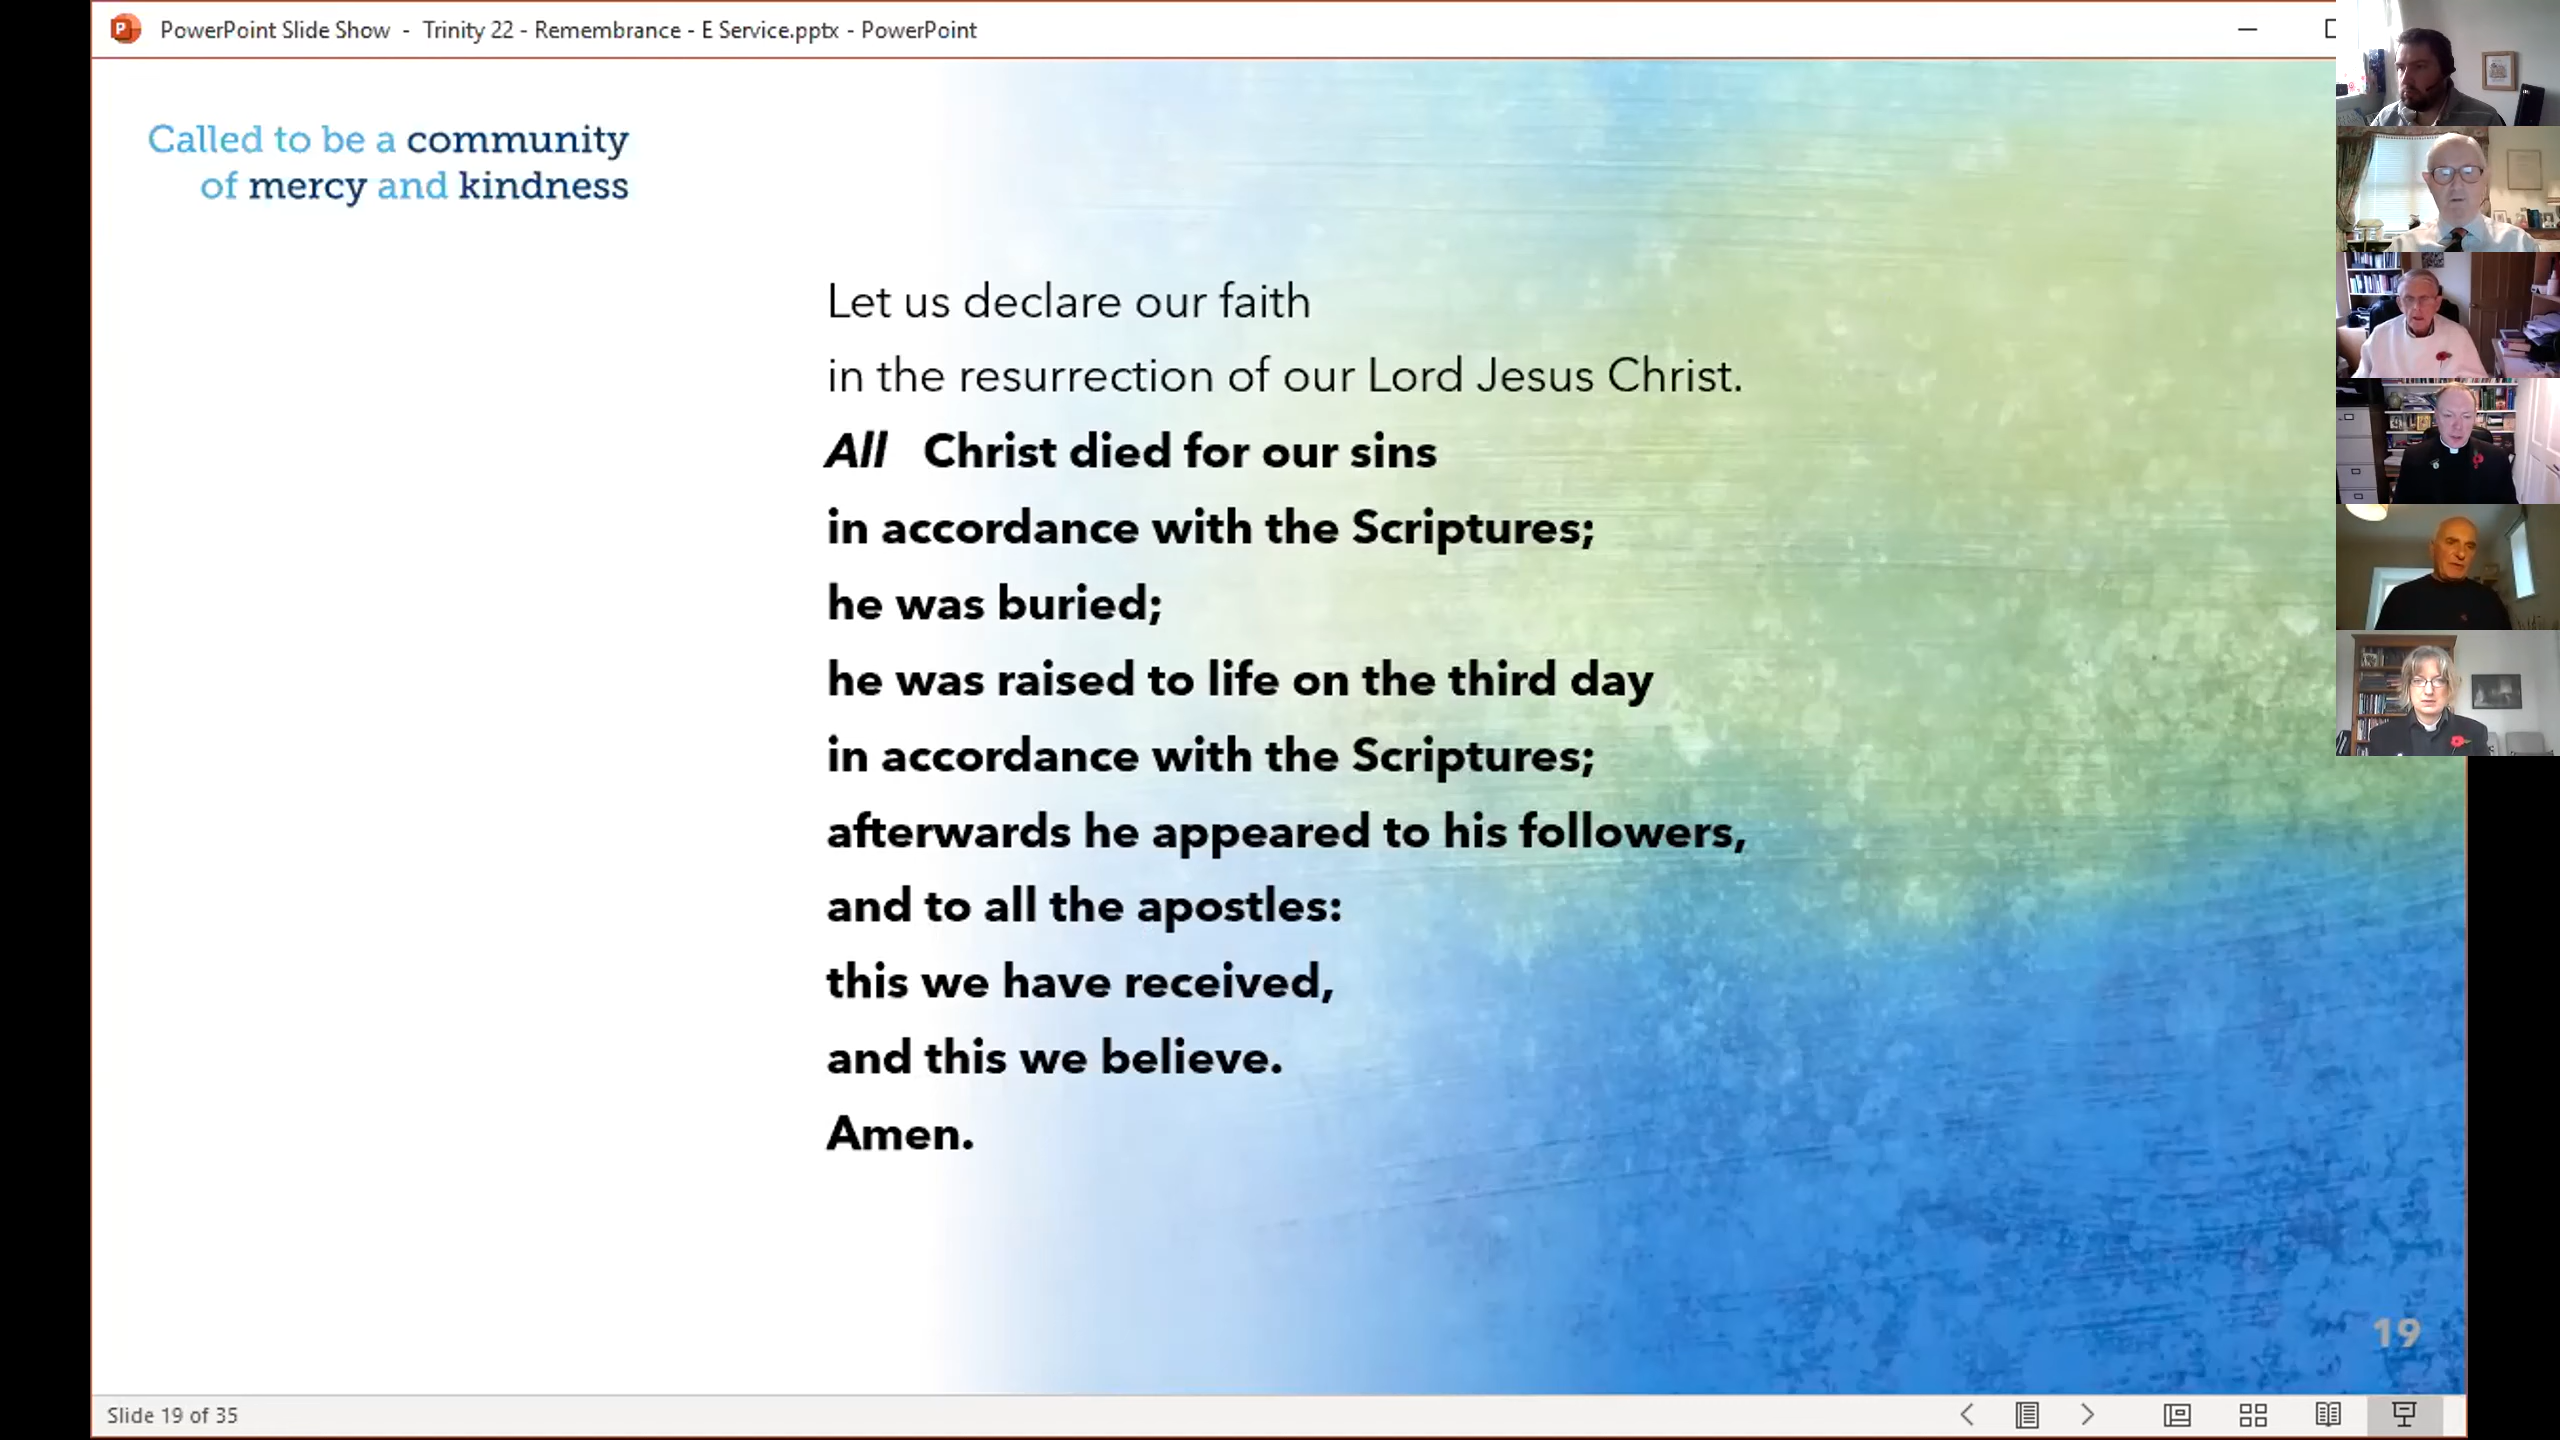 PowerPoint Slide Show - Trinity 22 - Remembrance - E Service.pptx - PowerPoint
Called to be a community
of mercy and kindness
Let us declare our faith
in the resurrection of our Lord Jesus Christ.
All Christ died for our sins
in accordance with the Scriptures;
he was buried;
he was raised to life on the third day
in accordance with the Scriptures;
afterwards he appeared to his followers,
and to all the apostles:
this we have received,
and this we believe.
Amen.
19
Slide 19 of 35